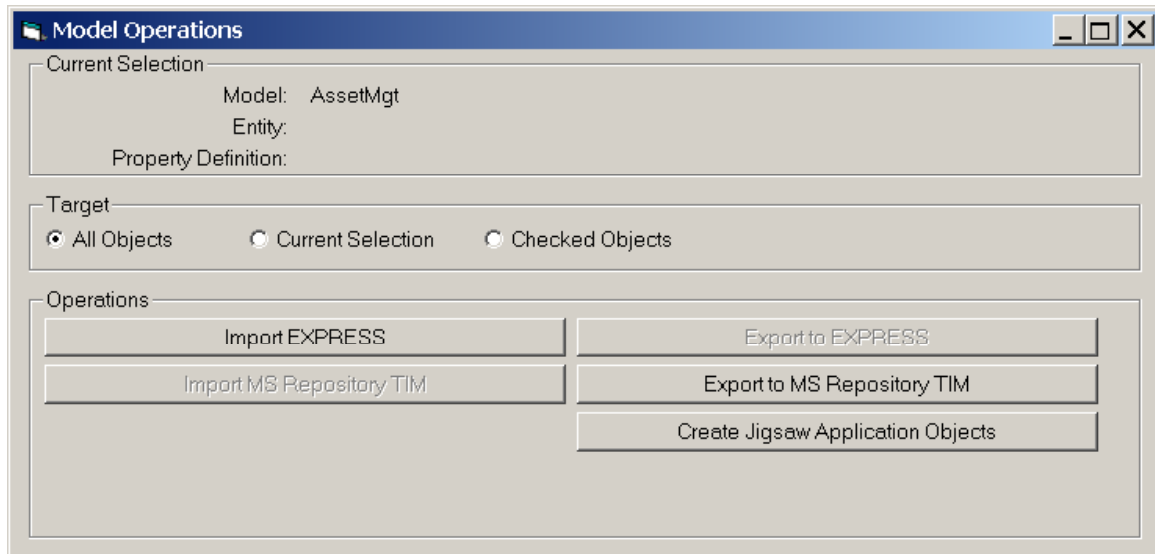 Model Operations
Current Selection
Model: AssetMgt
Entity:
Property Definition:
Target
All Objects Current Selection Checked Objects
Operations
Import EXPRESS Export to EXPRESS
Import MS Repository TIM Export to MS Repository TIM
Create Jigsaw Application Objects